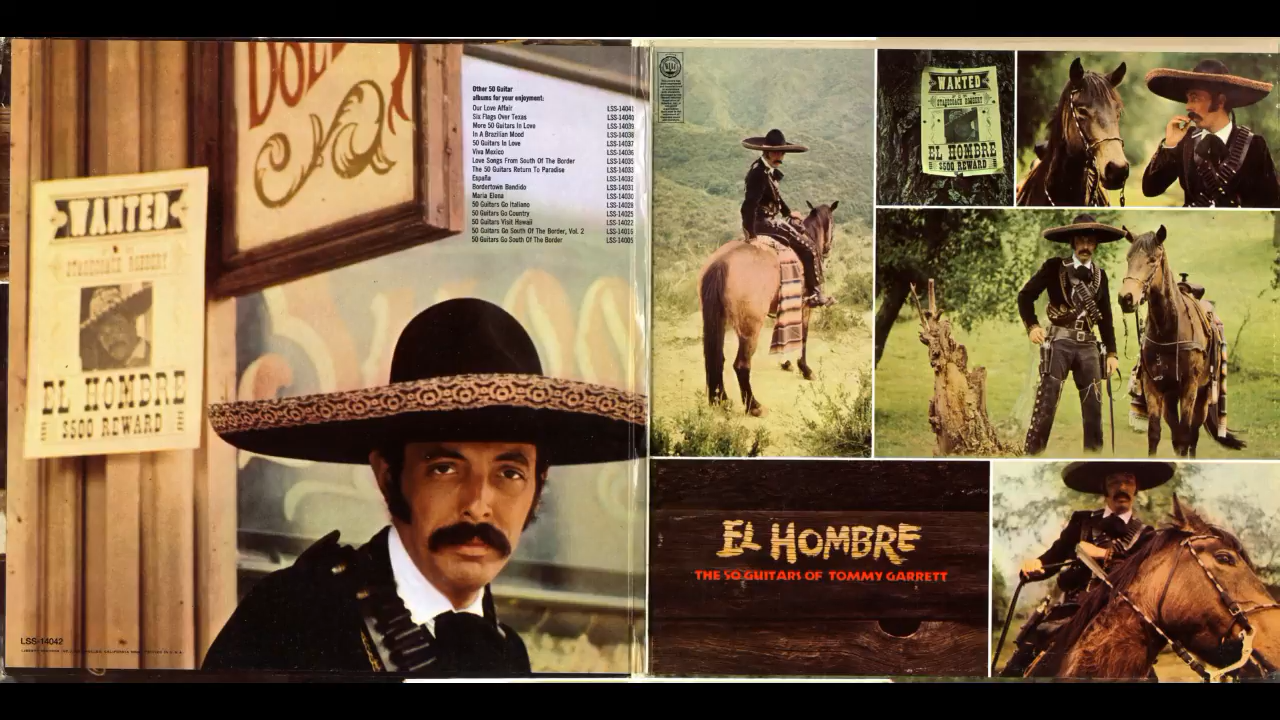 DOL
Other 50 Guitar
albums for your enjoyment:
Our Love Affair LSS-14041
Six Flags Over Texas LSS-14040
More 50 Guitars In Love LSS-14039
In A Brazilian Mood LSS-14038
50 Guitars In Love LSS-14037
Viva Mexico LSS-14036
Love Songs From South Of The Border LSS-14035
The 50 Guitars Return To Paradise LSS-14033
España LSS-14032
Bordertown Bandido LSS-14031
Maria Elena LSS-14030
50 Guitars Go Italiano LSS-14028
50 Guitars Go Country LSS-14025
50 Guitars Visit Hawaii LSS-14022
50 Guitars Go South Of The Border, Vol. 2 LSS-14016
50 Guitars Go South Of The Border LSS-14005
WANTED
STAGECOACH ROBBERY
EL HOMBRE
$500 REWARD
LSS-14042
WANTED
STAGECOACH ROBBERY
EL HOMBRE
$500 REWARD
EL HOMBRE
THE 50 GUITARS OF TOMMY GARRETT